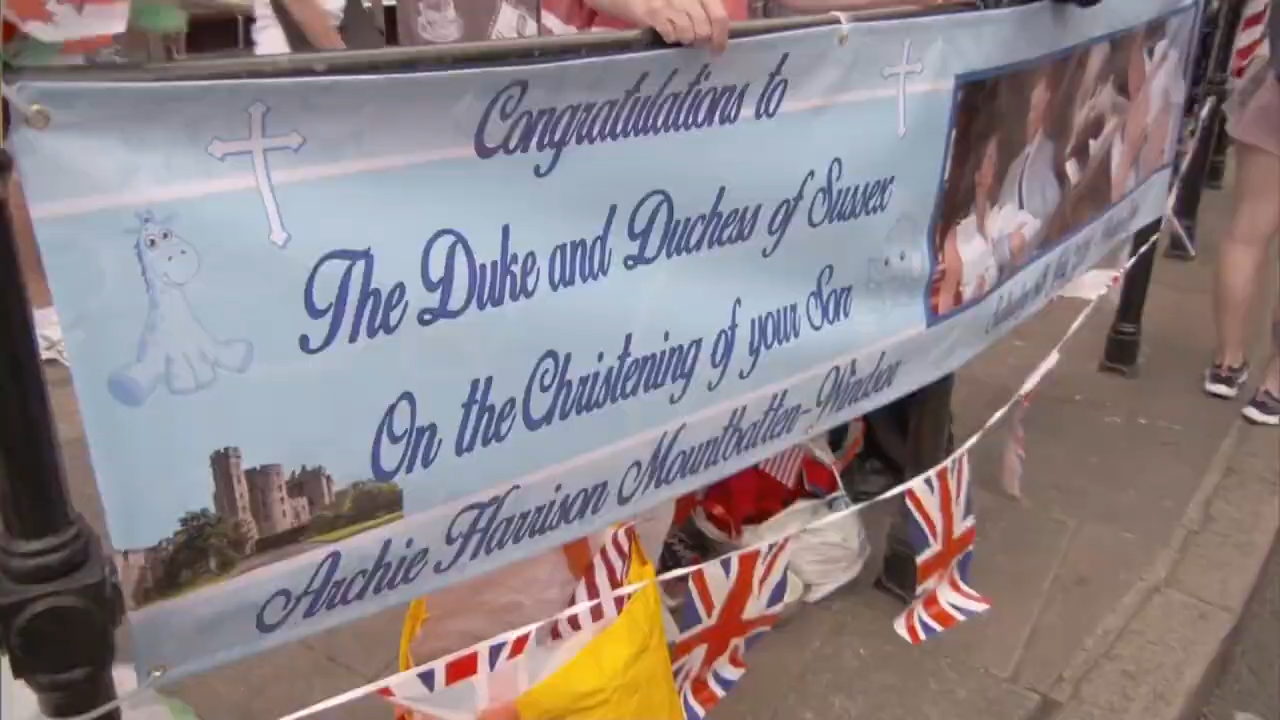 Congratulations to
The Duke and Duchess of Sussex
On the Christening of your Son
Archie Harrison Mountbatten-Windsor